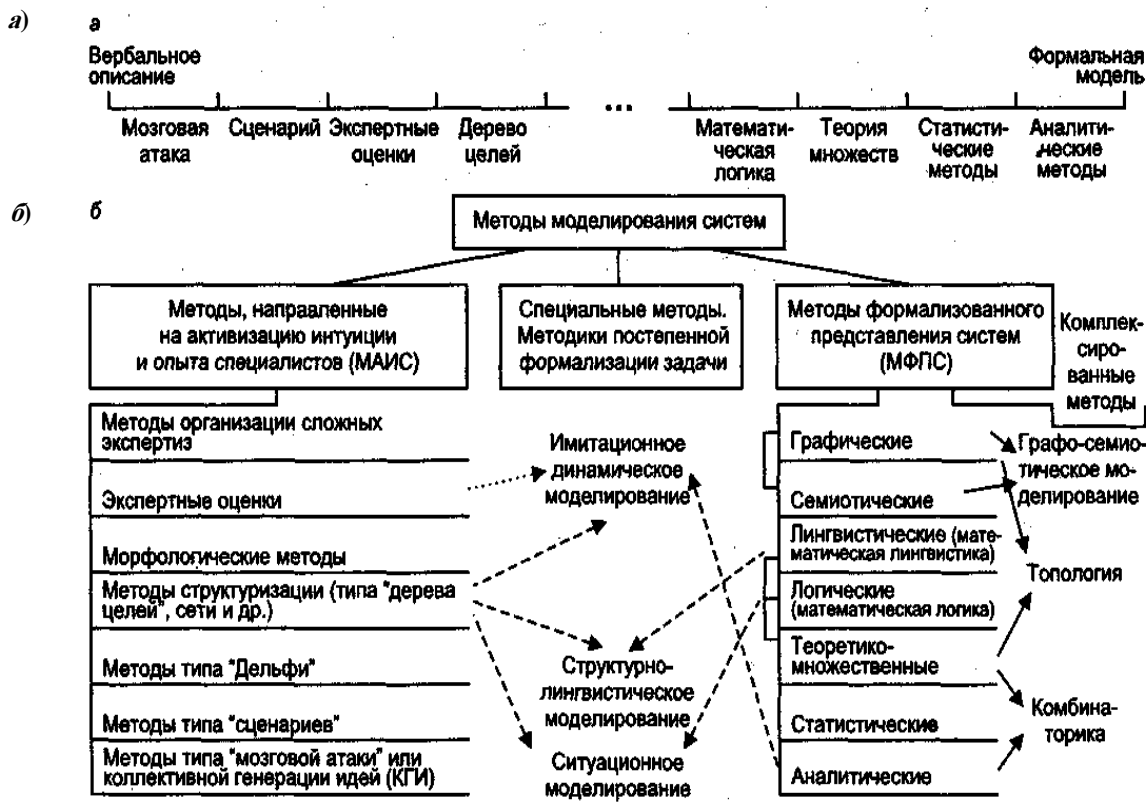 а)
а
Вербальное
описание
Формальная
модель
...
Мозговая
атака
Сценарий
Экспертные
оценки
Дерево
целей
Математи-
ческая
логика
Теория
множеств
Статисти-
ческие
методы
Аналити-
ческие
методы
б)
б
Методы моделирования систем
Методы, направленные
на активизацию интуиции
и опыта специалистов (МАИС)
Специальные методы.
Методики постепенной
формализации задачи
Методы формализованного
представления систем
(МФПС)
Комплек-
сиро-
ванные
методы
Методы организации сложных
экспертиз
Экспертные оценки
Морфологические методы
Методы структуризации (типа "дерева
целей", сети и др.)
Методы типа "Дельфи"
Методы типа "сценариев"
Методы типа "мозговой атаки" или
коллективной генерации идей (КГИ)
Имитационное
динамическое
моделирование
Структурно-
лингвистическое
моделирование
Ситуационное
моделирование
Графические
Семиотические
Лингвистические (мате-
матическая лингвистика)
Логические
(математическая логика)
Теоретико-
множественные
Статистические
Аналитические
Графо-семио-
тическое мо-
делирование
Топология
Комбина-
торика